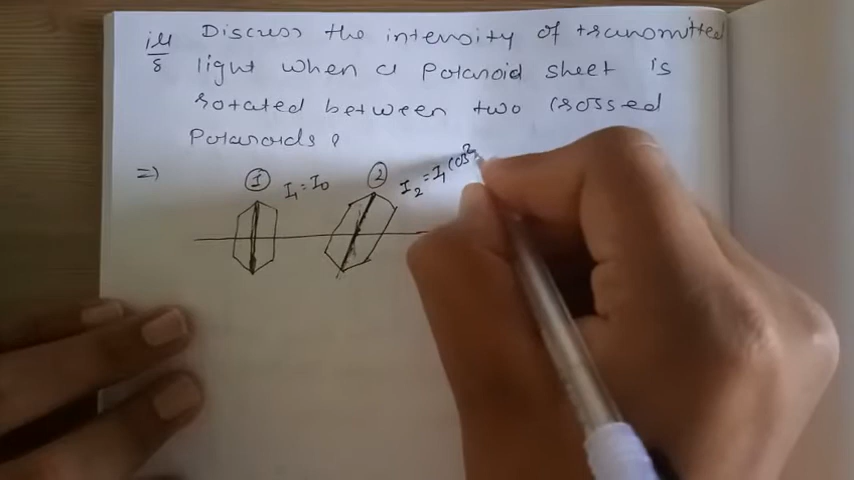 ill
8
Discuss the intensity of transmitted
light when a Polaroid sheet is
rotated between two crossed
Polaroids ?
=)
① I₁ = I₀
② I₂ = I₁ cos²